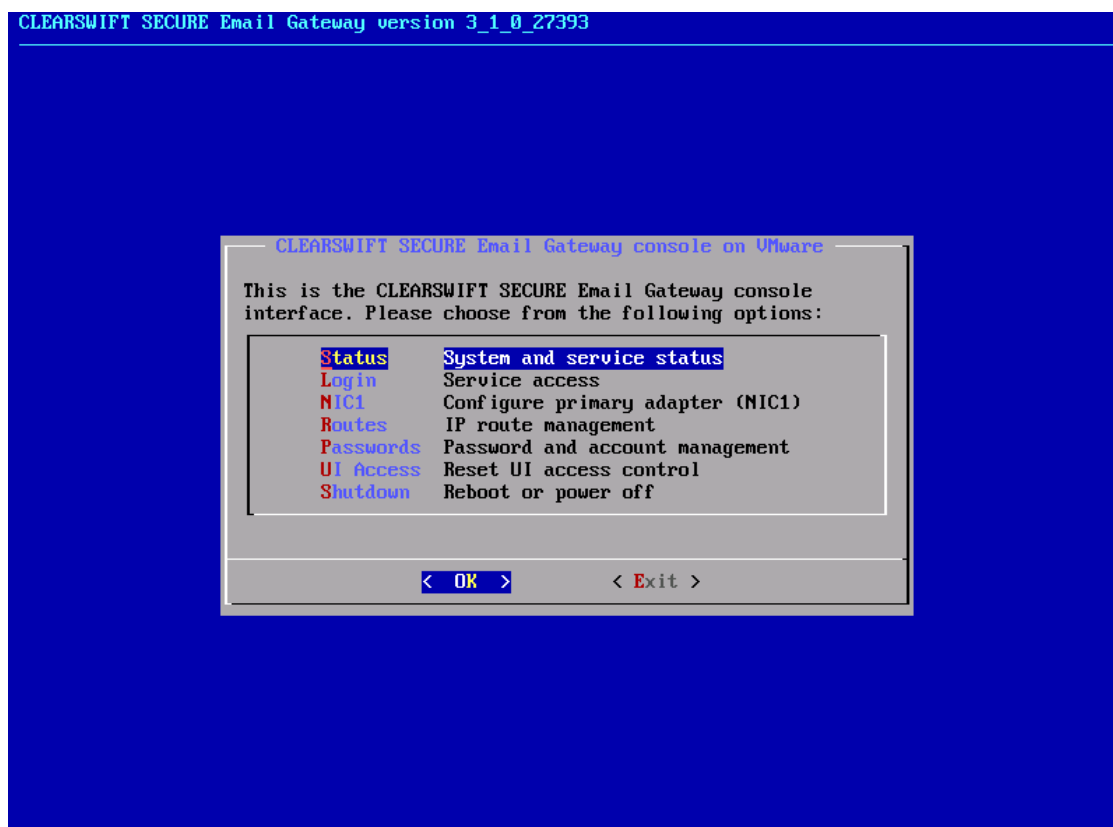 CLEARSWIFT SECURE Email Gateway version 3_1_0_27393
CLEARSWIFT SECURE Email Gateway console on VMware
This is the CLEARSWIFT SECURE Email Gateway console
interface. Please choose from the following options:
Status System and service status
Login Service access
NIC1 Configure primary adapter (NIC1)
Routes IP route management
Passwords Password and account management
UI Access Reset UI access control
Shutdown Reboot or power off
< OK > < Exit >